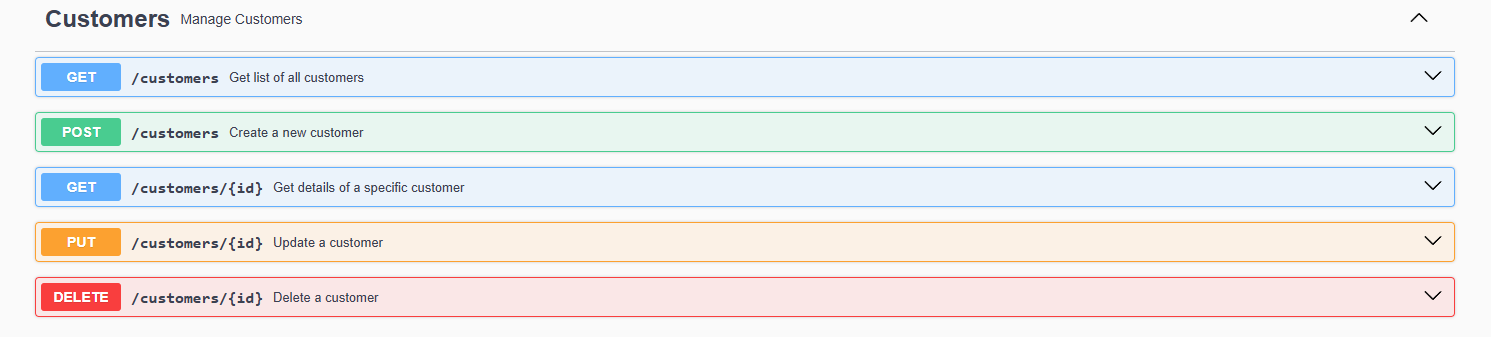 Customers Manage Customers
GET /customers Get list of all customers
POST /customers Create a new customer
GET /customers/{id} Get details of a specific customer
PUT /customers/{id} Update a customer
DELETE /customers/{id} Delete a customer